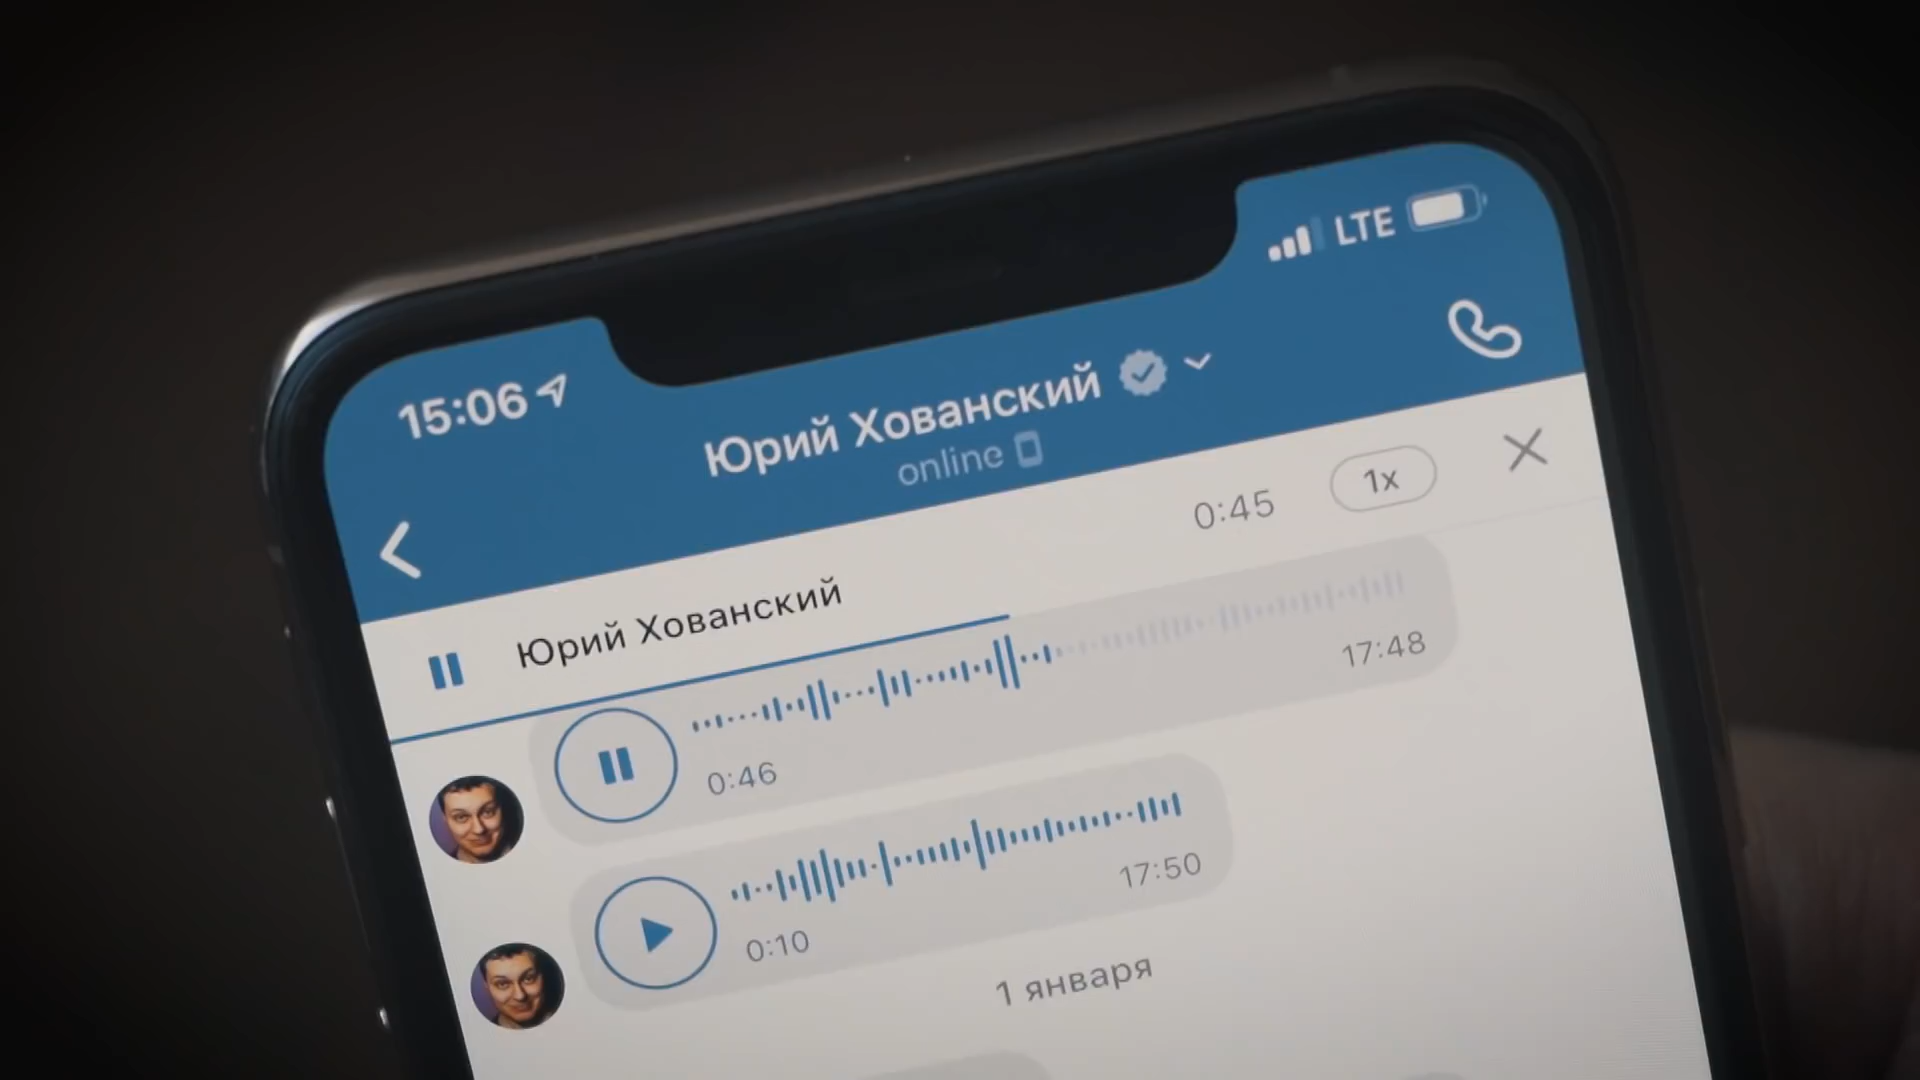 15:06
LTE
Юрий Хованский
online
Юрий Хованский
0:45
1x
0:46
17:48
0:10
17:50
1 января